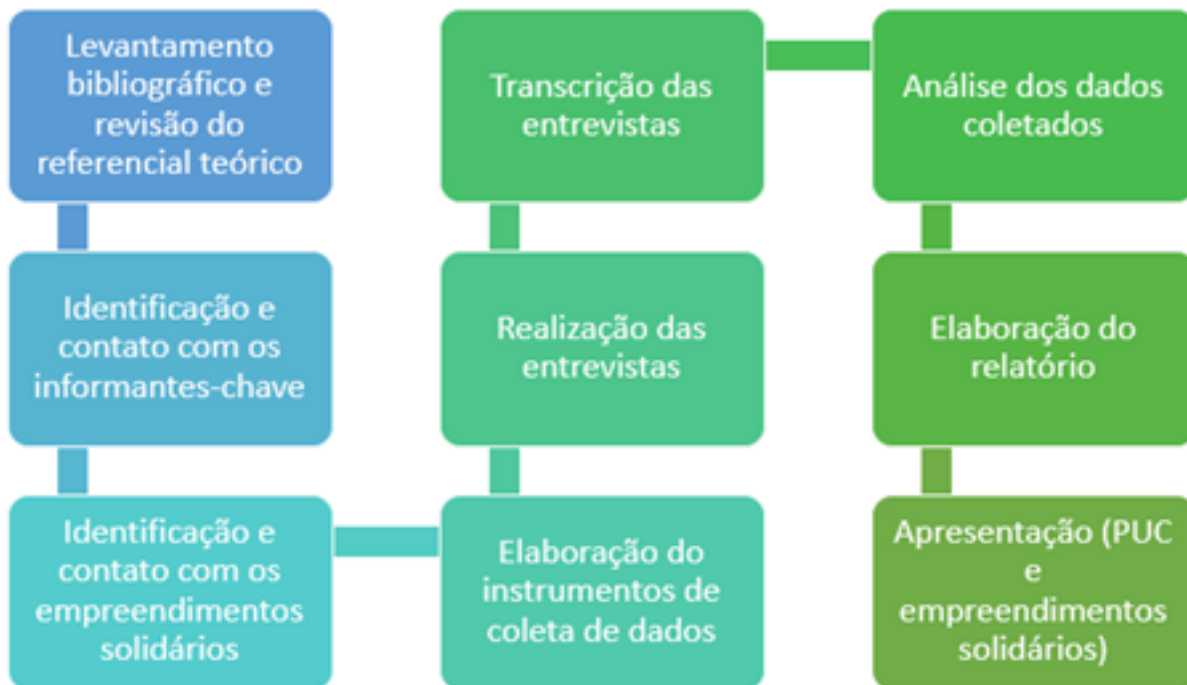 Levantamento
bibliográfico e
revisão do
referencial teórico
Identificação e
contato com os
informantes-chave
Identificação e
contato com os
empreendimentos
solidários
Elaboração do
instrumentos de
coleta de dados
Realização das
entrevistas
Transcrição das
entrevistas
Análise dos dados
coletados
Elaboração do
relatório
Apresentação (PUC
e
empreendimentos
solidários)